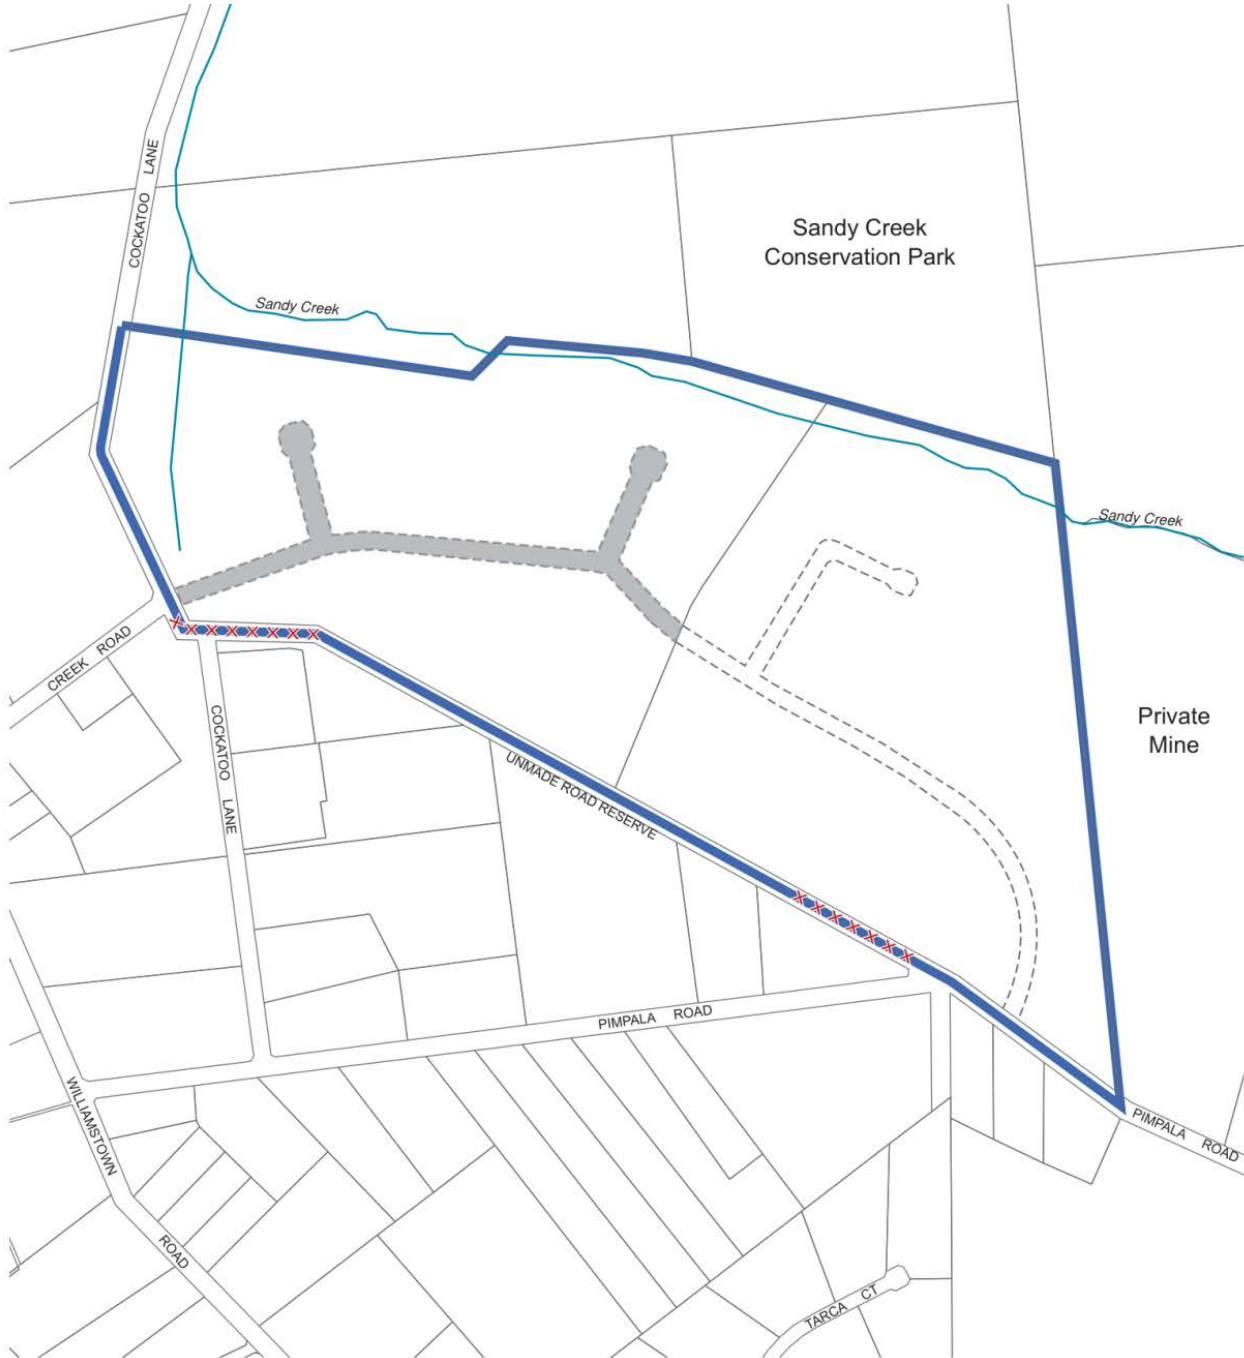 COCKATOO LANE
Sandy Creek
Conservation Park
Sandy Creek
Sandy Creek
CREEK ROAD
COCKATOO LANE
UNMADE ROAD RESERVE
Private
Mine
PIMPALA ROAD
WILLIAMSTOWN
ROAD
PIMPALA ROAD
TARCA CT